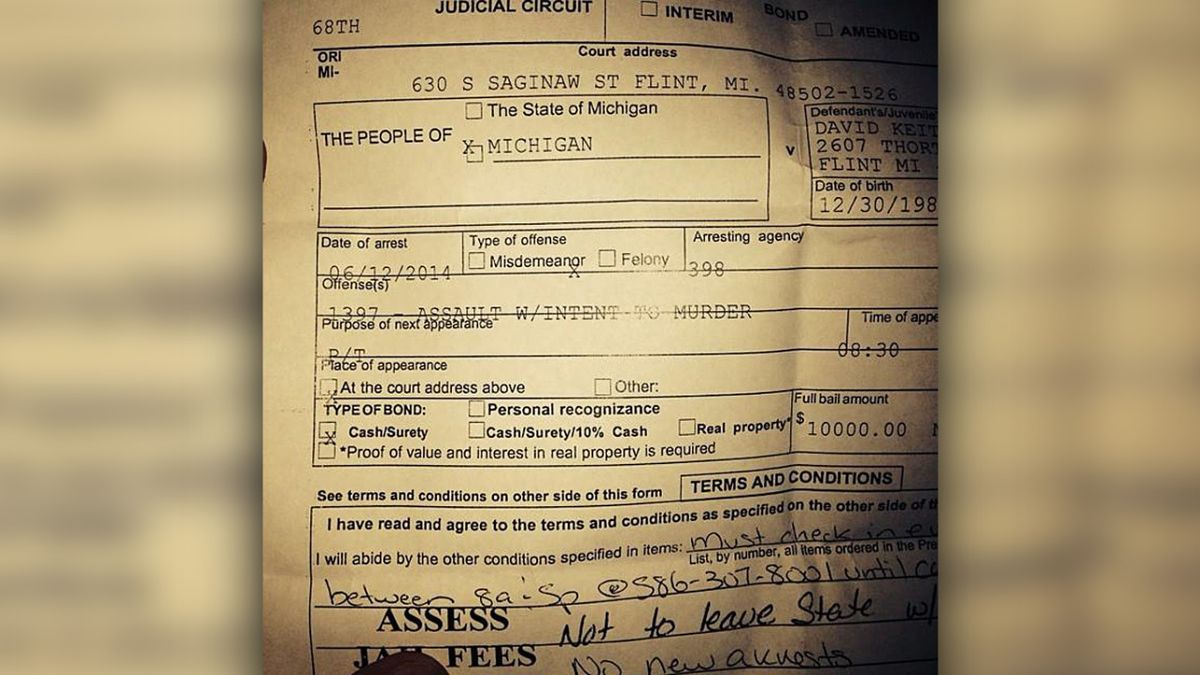 JUDICIAL CIRCUIT
INTERIM
BOND
68TH
AMENDED
ORI
MI-
Court address
630 S SAGINAW ST FLINT, MI. 48502-1526
The State of Michigan
THE PEOPLE OF
X MICHIGAN
v
Defendant's/Juvenile
DAVID KEIT
2607 THOR
FLINT MI
Date of birth
12/30/198
Date of arrest
06/12/2014
Type of offense
Misdemeanor
X
Felony
Arresting agency
398
Offense(s)
1397 - ASSAULT W/INTENT TO MURDER
Purpose of next appearance
P/T
Time of appe
08:30
Place of appearance
X At the court address above
Other:
TYPE OF BOND:
Personal recognizance
X Cash/Surety
Cash/Surety/10% Cash
Real property*
Full bail amount
$ 10000.00
*Proof of value and interest in real property is required
See terms and conditions on other side of this form
TERMS AND CONDITIONS
I have read and agree to the terms and conditions as specified on the other side of th
I will abide by the other conditions specified in items: must check in ev
List, by number, all items ordered in the Pre
between 8a-5p @ 586-307-8001 until c
ASSESS
Not to leave State w/
JAIL FEES
No new arrests